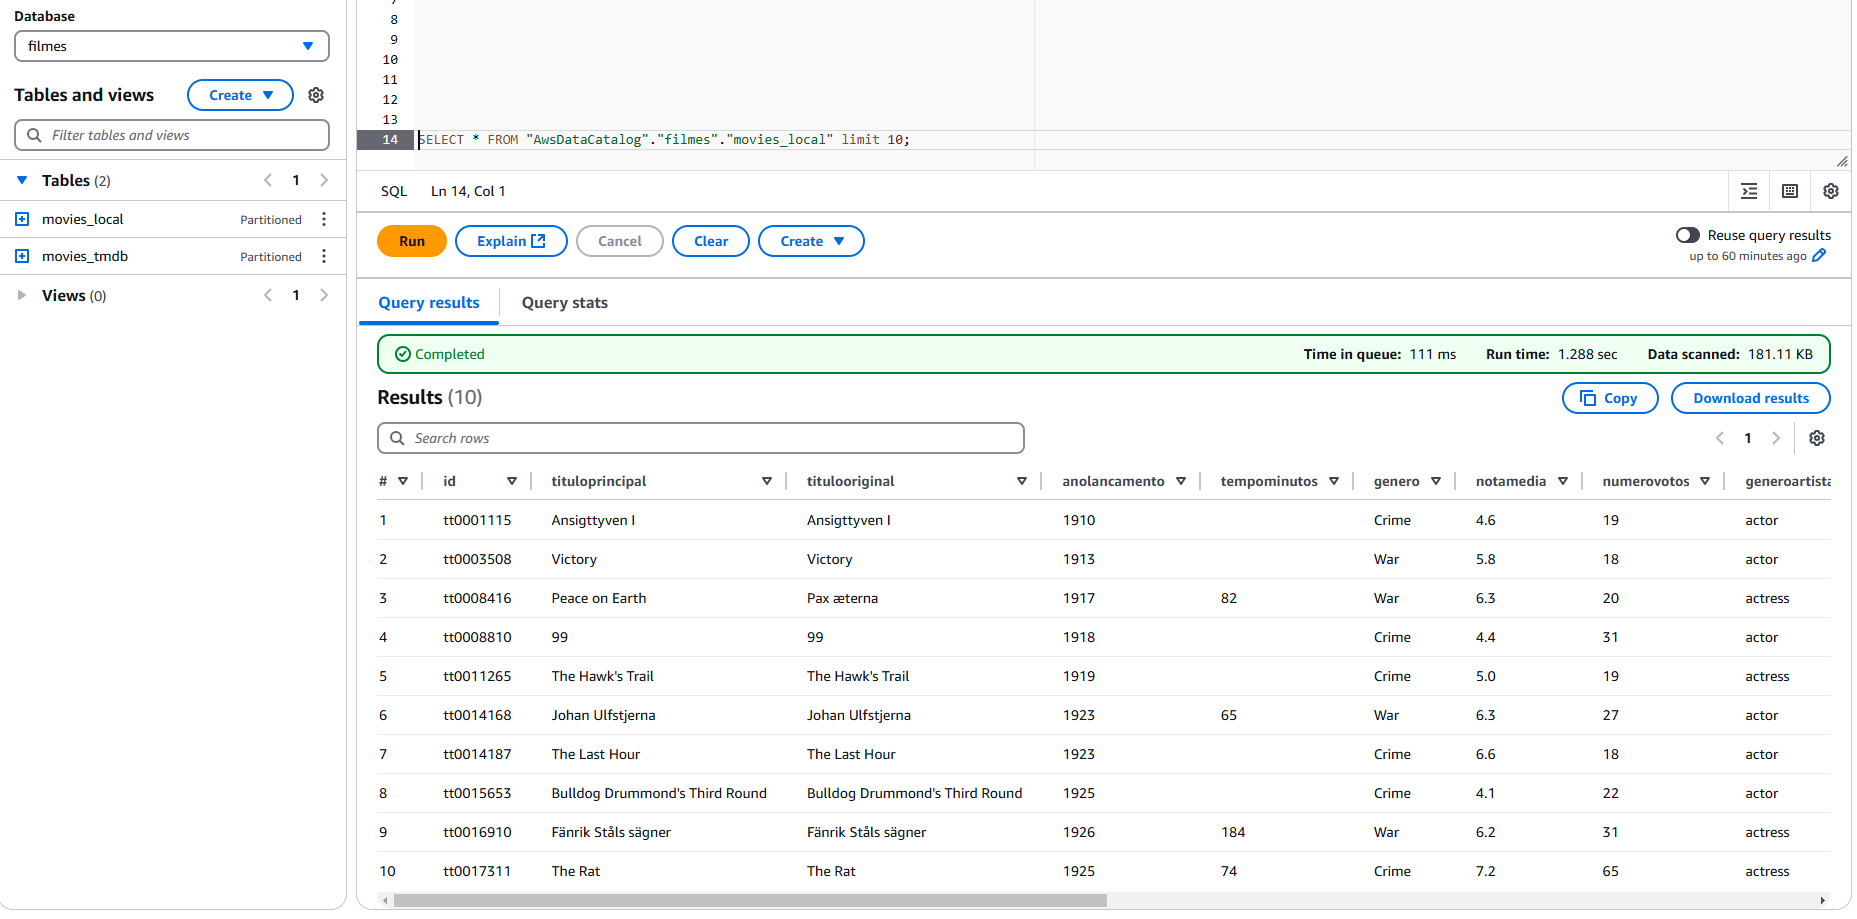 Database
filmes
Tables and views
Create
Filter tables and views
Tables (2)
1
movies_local
Partitioned
movies_tmdb
Partitioned
Views (0)
1
8
9
10
11
12
13
14 SELECT * FROM "AwsDataCatalog"."filmes"."movies_local" limit 10;
SQL Ln 14, Col 1
Run Explain Cancel Clear Create
Reuse query results
up to 60 minutes ago
Query results Query stats
Completed Time in queue: 111 ms Run time: 1.288 sec Data scanned: 181.11 KB
Results (10) Copy Download results
Search rows 1
# id tituloprincipal titulooriginal anolancamento tempominutos genero notamedia numerovotos generoartista
1 tt0001115 Ansigttyven I Ansigttyven I 1910 Crime 4.6 19 actor
2 tt0003508 Victory Victory 1913 War 5.8 18 actor
3 tt0008416 Peace on Earth Pax æterna 1917 82 War 6.3 20 actress
4 tt0008810 99 99 1918 Crime 4.4 31 actor
5 tt0011265 The Hawk's Trail The Hawk's Trail 1919 Crime 5.0 19 actress
6 tt0014168 Johan Ulfstjerna Johan Ulfstjerna 1923 65 War 6.3 27 actor
7 tt0014187 The Last Hour The Last Hour 1923 Crime 6.6 18 actor
8 tt0015653 Bulldog Drummond's Third Round Bulldog Drummond's Third Round 1925 Crime 4.1 22 actor
9 tt0016910 Fänrik Ståls sägner Fänrik Ståls sägner 1926 184 War 6.2 31 actress
10 tt0017311 The Rat The Rat 1925 74 Crime 7.2 65 actress